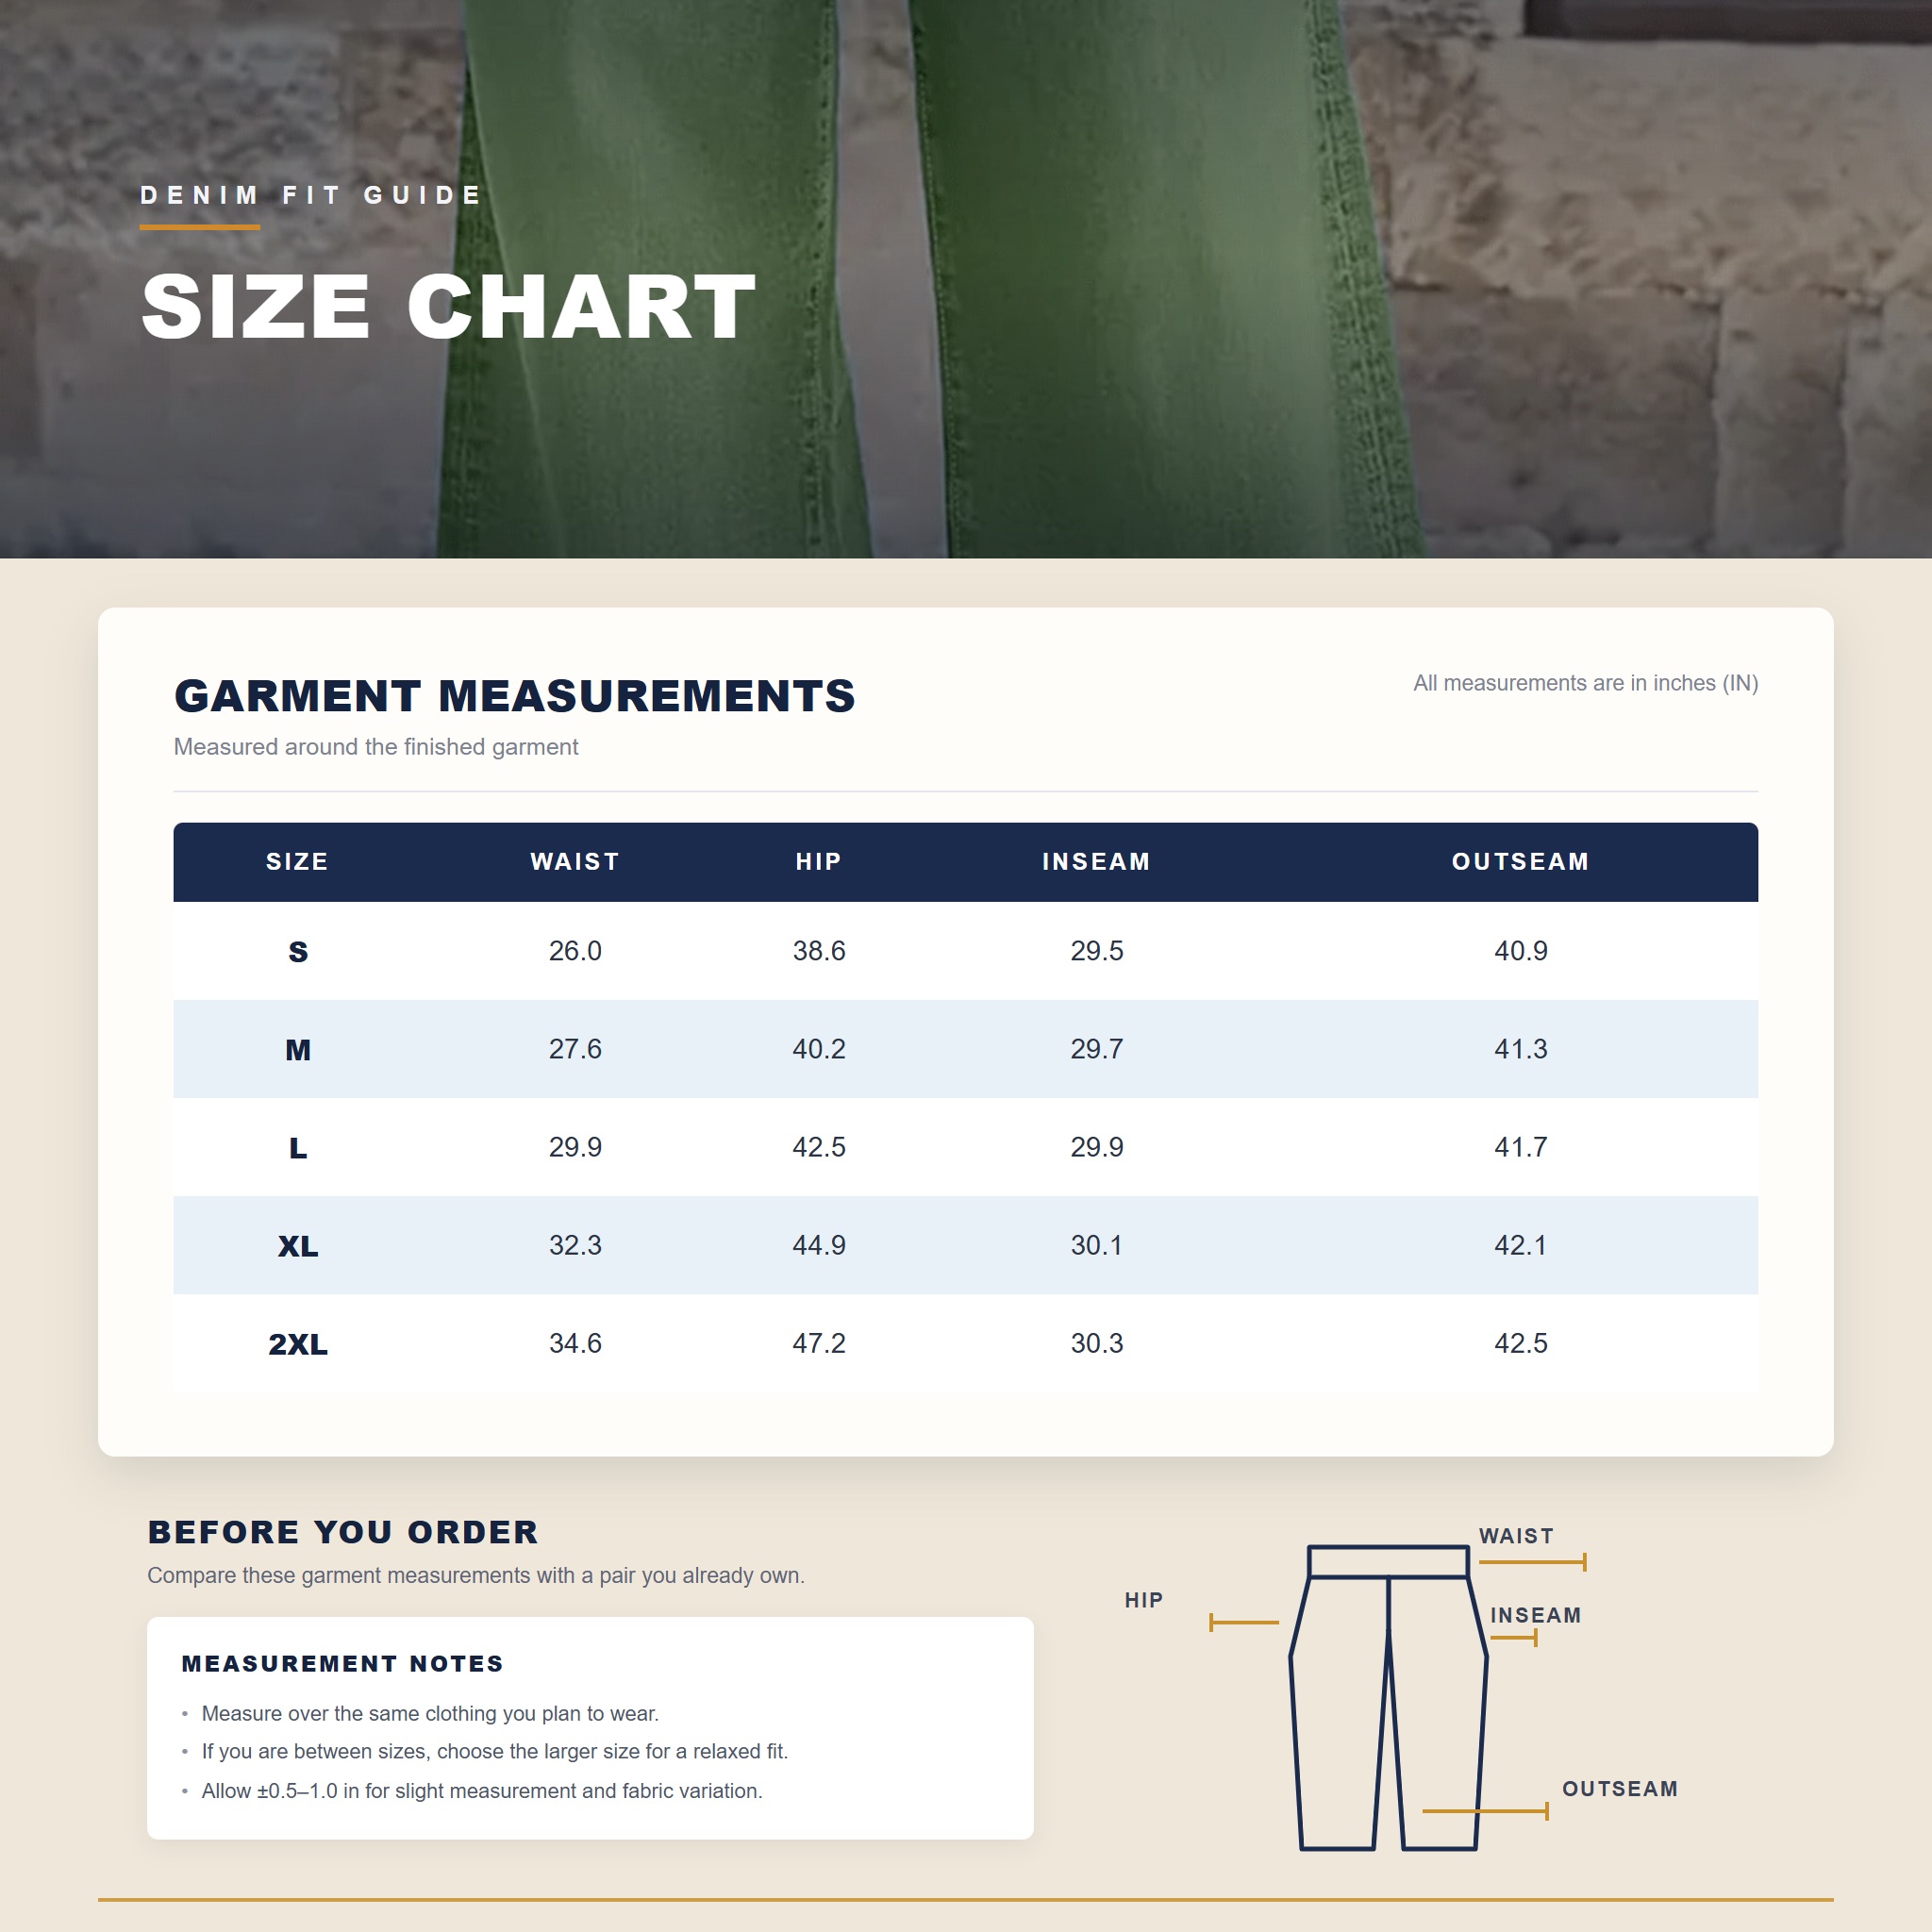 DENIM FIT GUIDE
SIZE CHART
GARMENT MEASUREMENTS
All measurements are in inches (IN)
Measured around the finished garment
SIZE WAIST HIP INSEAM OUTSEAM
S 26.0 38.6 29.5 40.9
M 27.6 40.2 29.7 41.3
L 29.9 42.5 29.9 41.7
XL 32.3 44.9 30.1 42.1
2XL 34.6 47.2 30.3 42.5
BEFORE YOU ORDER
Compare these garment measurements with a pair you already own.
MEASUREMENT NOTES
• Measure over the same clothing you plan to wear.
• If you are between sizes, choose the larger size for a relaxed fit.
• Allow ±0.5–1.0 in for slight measurement and fabric variation.
WAIST
HIP
INSEAM
OUTSEAM